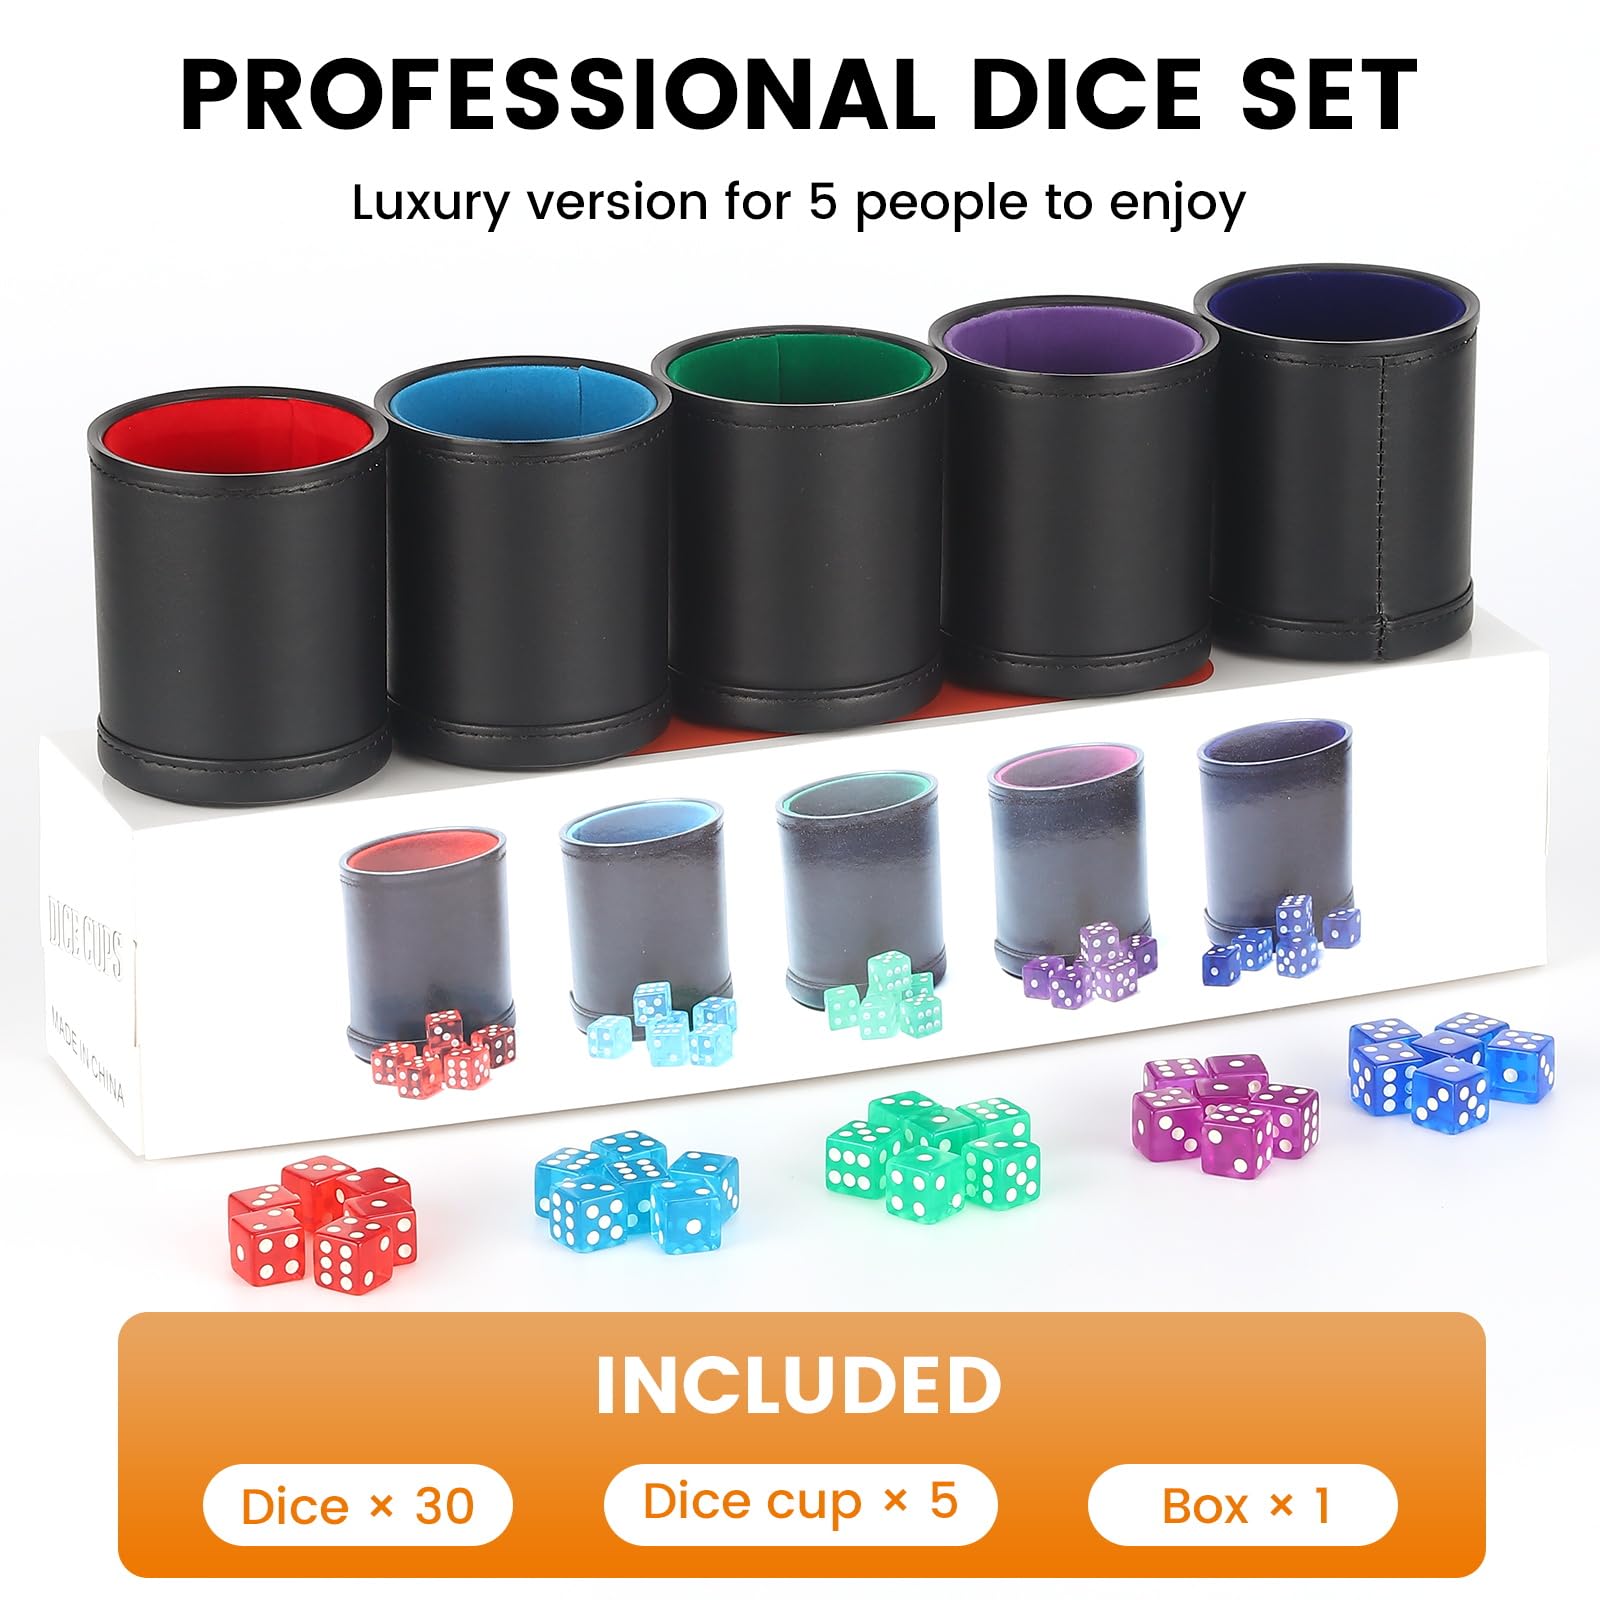 PROFESSIONAL DICE SET
Luxury version for 5 people to enjoy
DICE CUPS
MADE IN CHINA
INCLUDED
Dice × 30
Dice cup × 5
Box × 1